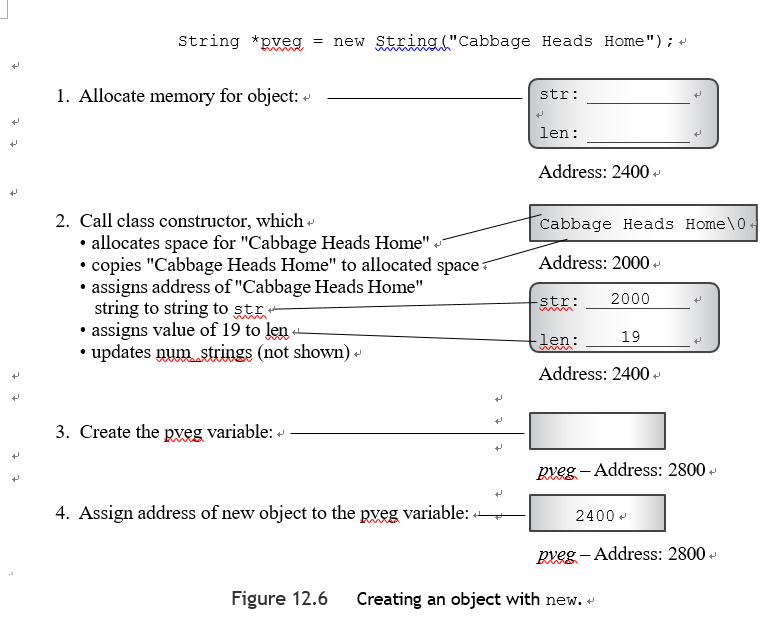 String *pveg = new String("Cabbage Heads Home");
1. Allocate memory for object:
str:
len:
Address: 2400
2. Call class constructor, which
• allocates space for "Cabbage Heads Home"
• copies "Cabbage Heads Home" to allocated space
• assigns address of "Cabbage Heads Home"
string to string to str
• assigns value of 19 to len
• updates num_strings (not shown)
Cabbage Heads Home\0
Address: 2000
str: 2000
len: 19
Address: 2400
3. Create the pveg variable:
pveg – Address: 2800
4. Assign address of new object to the pveg variable:
2400
pveg – Address: 2800
Figure 12.6 Creating an object with new.